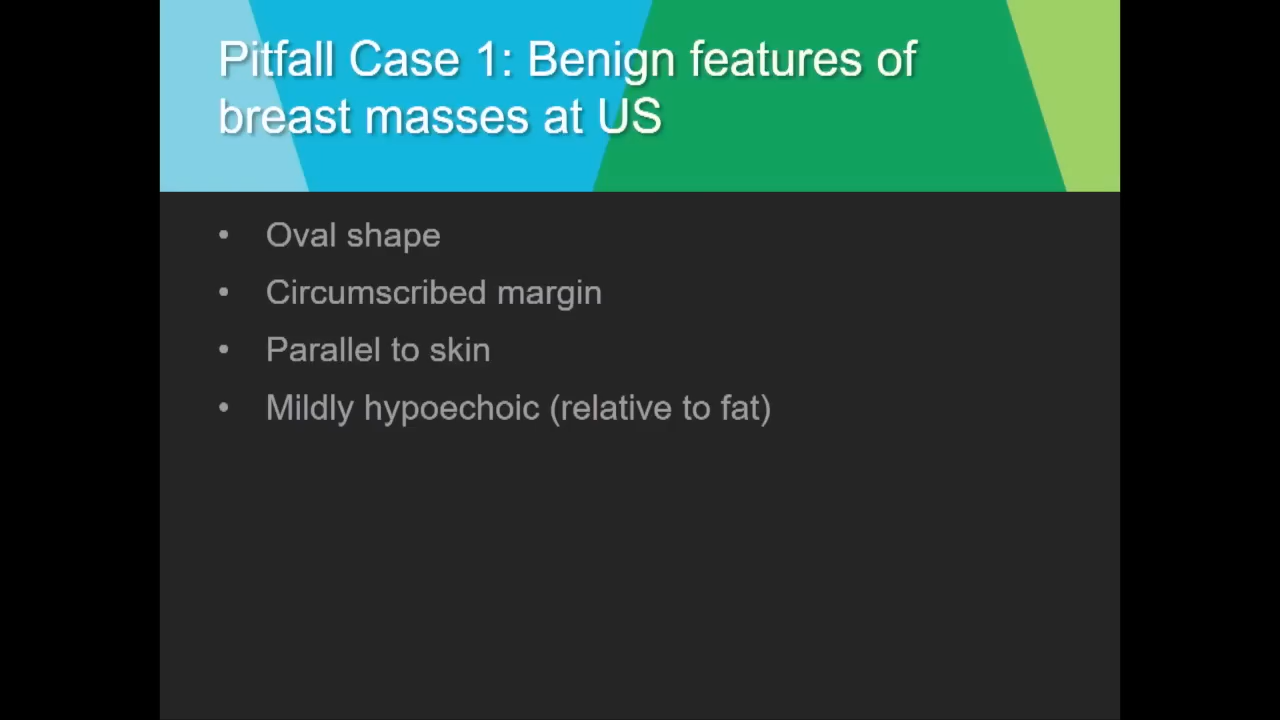 Pitfall Case 1: Benign features of
breast masses at US
• Oval shape
• Circumscribed margin
• Parallel to skin
• Mildly hypoechoic (relative to fat)